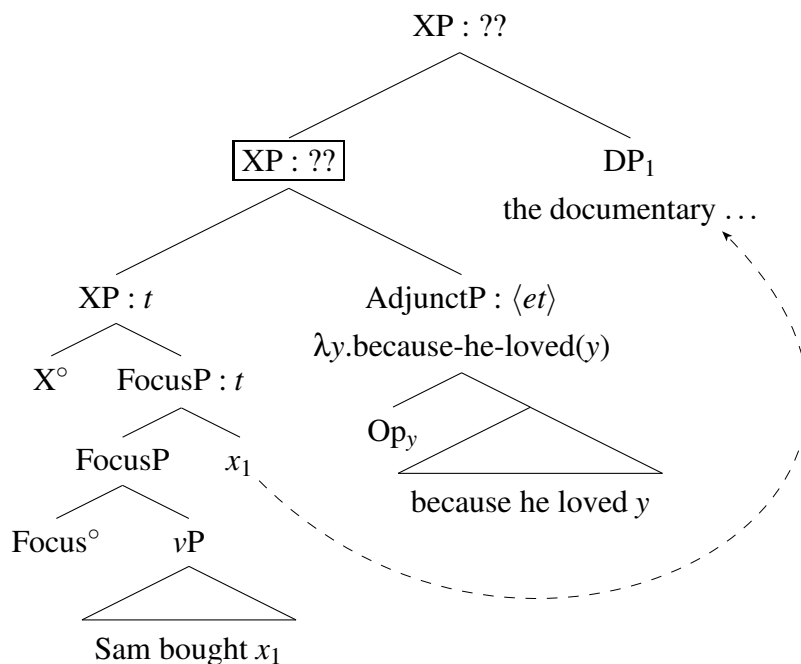 XP : ??
XP : ?? DP₁
the documentary …
XP : t AdjunctP : ⟨et⟩
λy.because-he-loved(y)
X° FocusP : t
Op_y
FocusP x₁
because he loved y
Focus° vP
Sam bought x₁